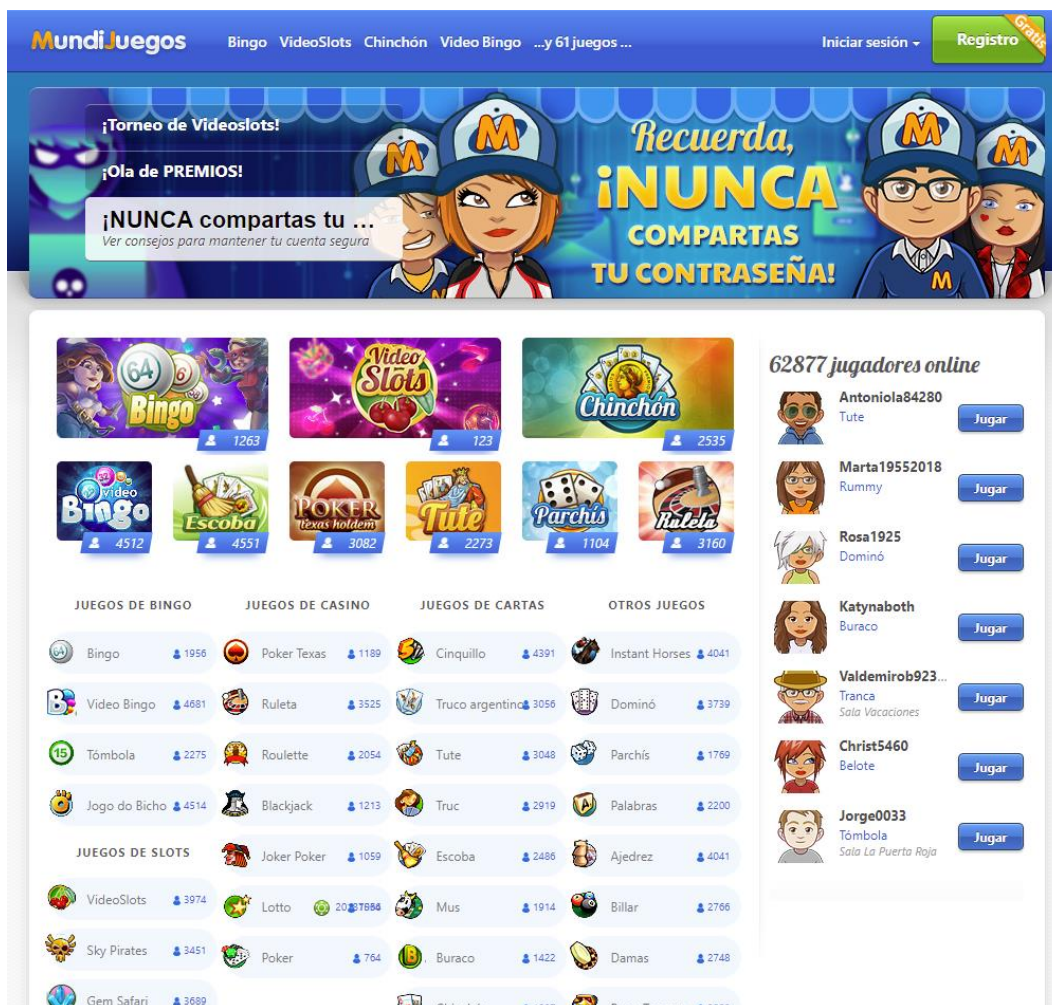 MundiJuegos
Bingo VideoSlots Chinchón Video Bingo ...y 61 juegos ...
Iniciar sesión
Registro
Gratis
¡Torneo de Videoslots!
¡Ola de PREMIOS!
¡NUNCA compartas tu ...
Ver consejos para mantener tu cuenta segura
Recuerda,
¡NUNCA
COMPARTAS
TU CONTRASEÑA!
64 6
Bingo
1263
Video
Slots
123
Chinchón
2535
video
Bingo
4512
Escoba
4551
POKER
texas holdem
3082
Tute
2273
Parchís
1104
Ruleta
3160
JUEGOS DE BINGO
Bingo 1956
Video Bingo 4681
15 Tómbola 2275
Jogo do Bicho 4514
JUEGOS DE SLOTS
VideoSlots 3974
Sky Pirates 3451
Gem Safari 3689
JUEGOS DE CASINO
Poker Texas 1189
Ruleta 3525
Roulette 2054
Blackjack 1213
Joker Poker 1059
Lotto
Poker 764
JUEGOS DE CARTAS
Cinquillo 4391
Truco argentino 3056
Tute 3048
Truc 2919
Escoba 2486
Mus 1914
Buraco 1422
OTROS JUEGOS
Instant Horses 4041
Dominó 3739
Parchís 1769
Palabras 2200
Ajedrez 4041
Billar 2766
Damas 2748
62877 jugadores online
Antoniola84280
Tute
Jugar
Marta19552018
Rummy
Jugar
Rosa1925
Dominó
Jugar
Katynaboth
Buraco
Jugar
Valdemirob923...
Tranca
Sala Vacaciones
Jugar
Christ5460
Belote
Jugar
Jorge0033
Tómbola
Sala La Puerta Roja
Jugar